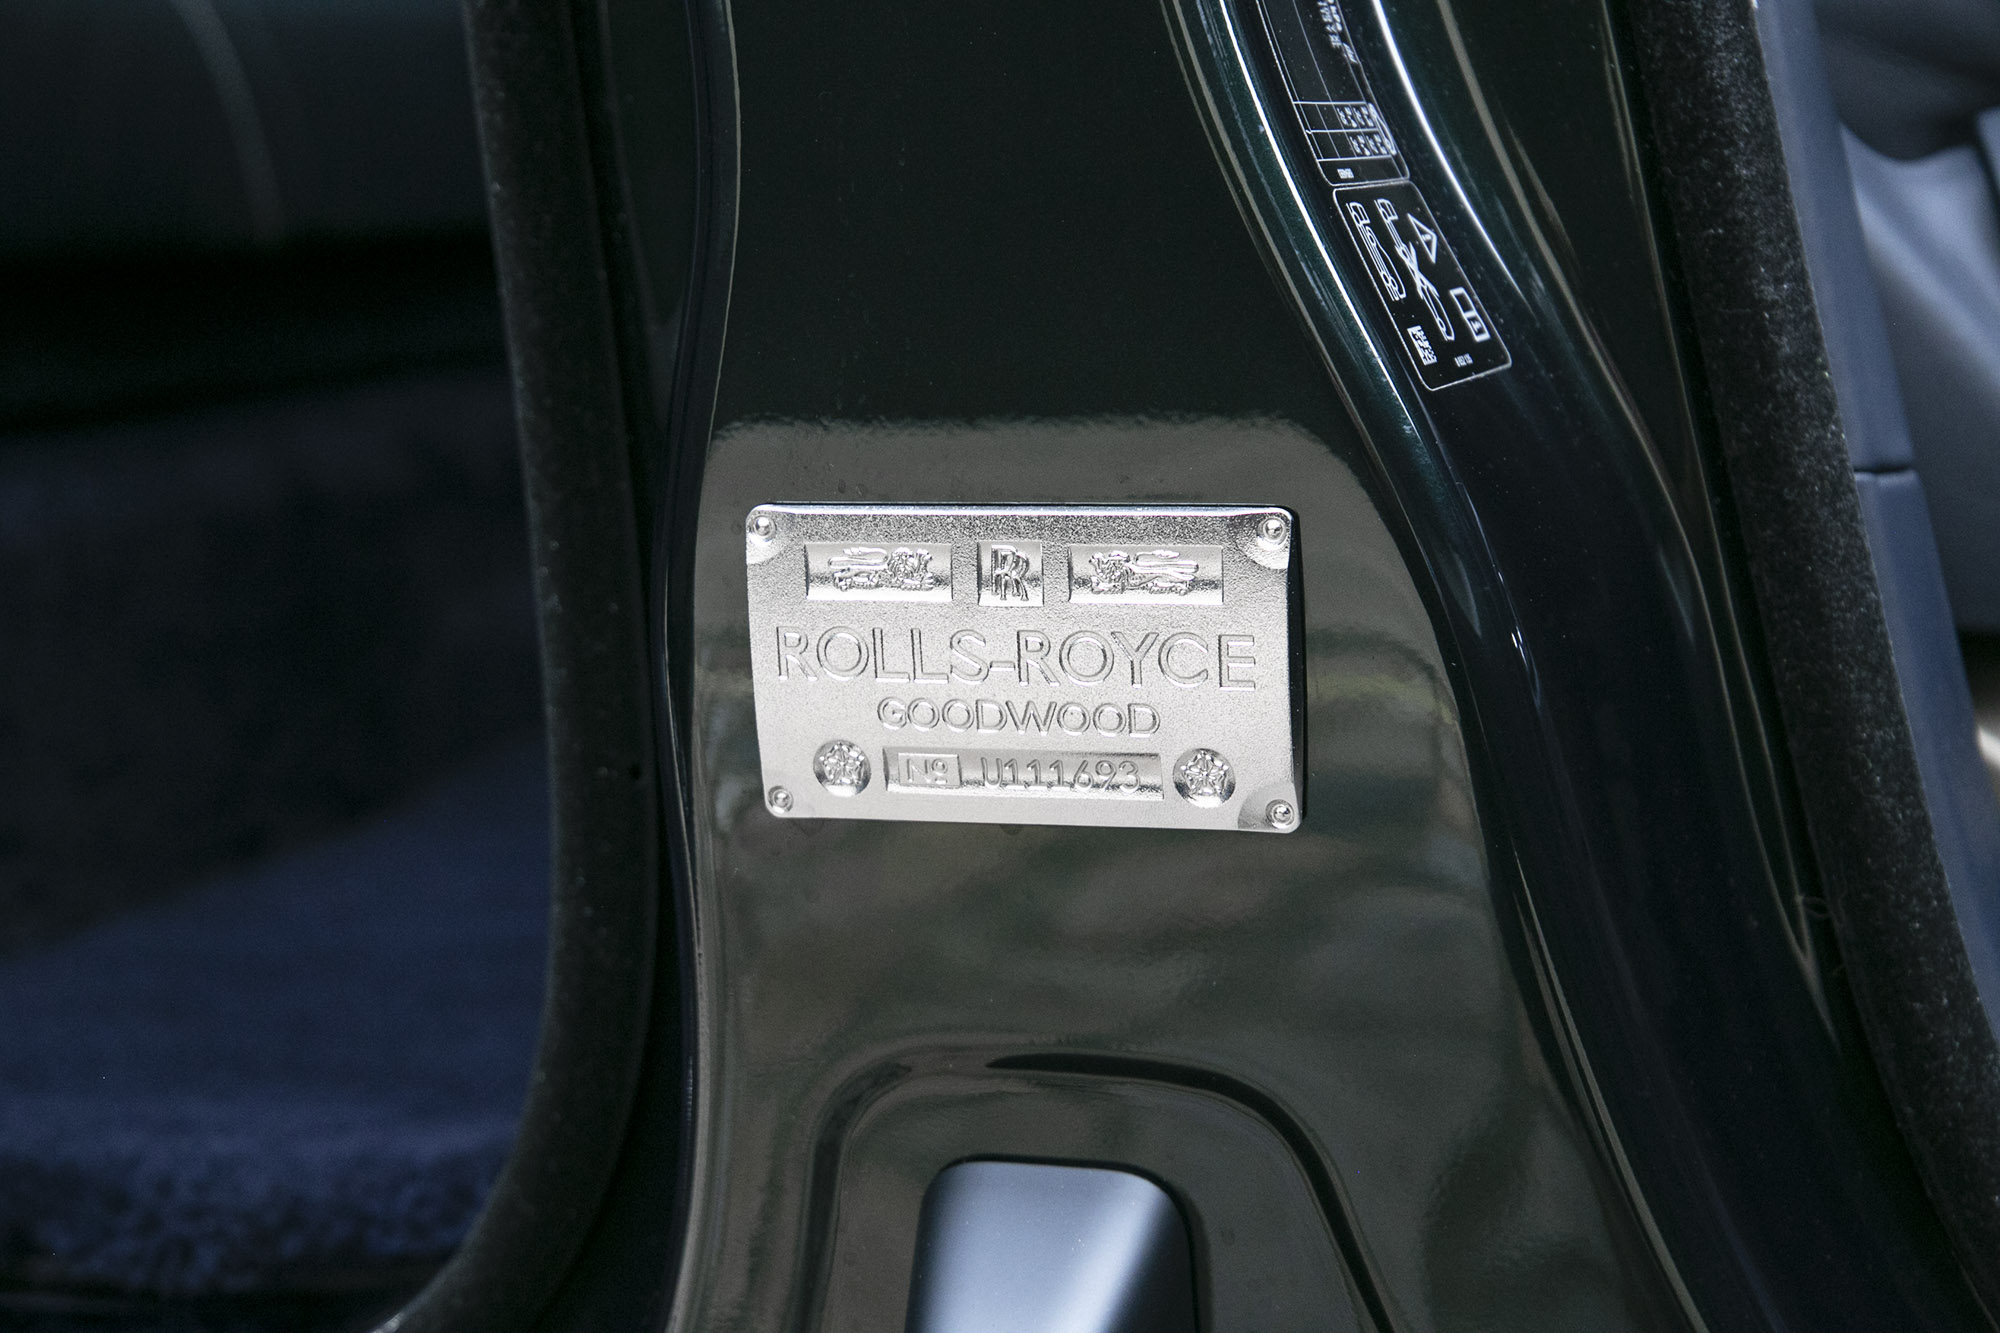 RR
ROLLS-ROYCE
GOODWOOD
Nº U111693